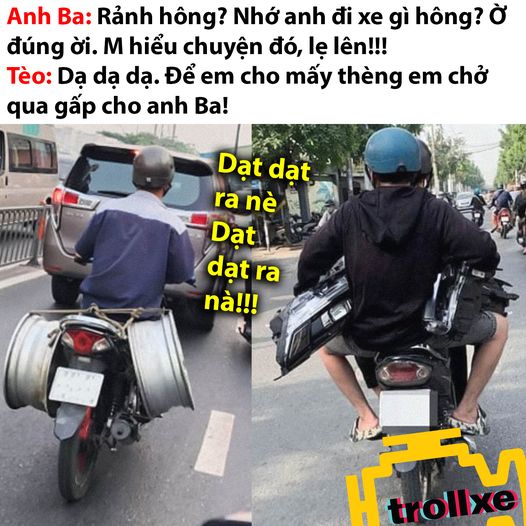 Anh Ba: Rảnh hông? Nhớ anh đi xe gì hông? Ờ
đúng ời. M hiểu chuyện đó, lẹ lên!!!
Tèo: Dạ dạ dạ. Để em cho mấy thèng em chở
qua gấp cho anh Ba!
Dạt dạt
ra nè
Dạt
dạt ra
nà!!!
trollxe